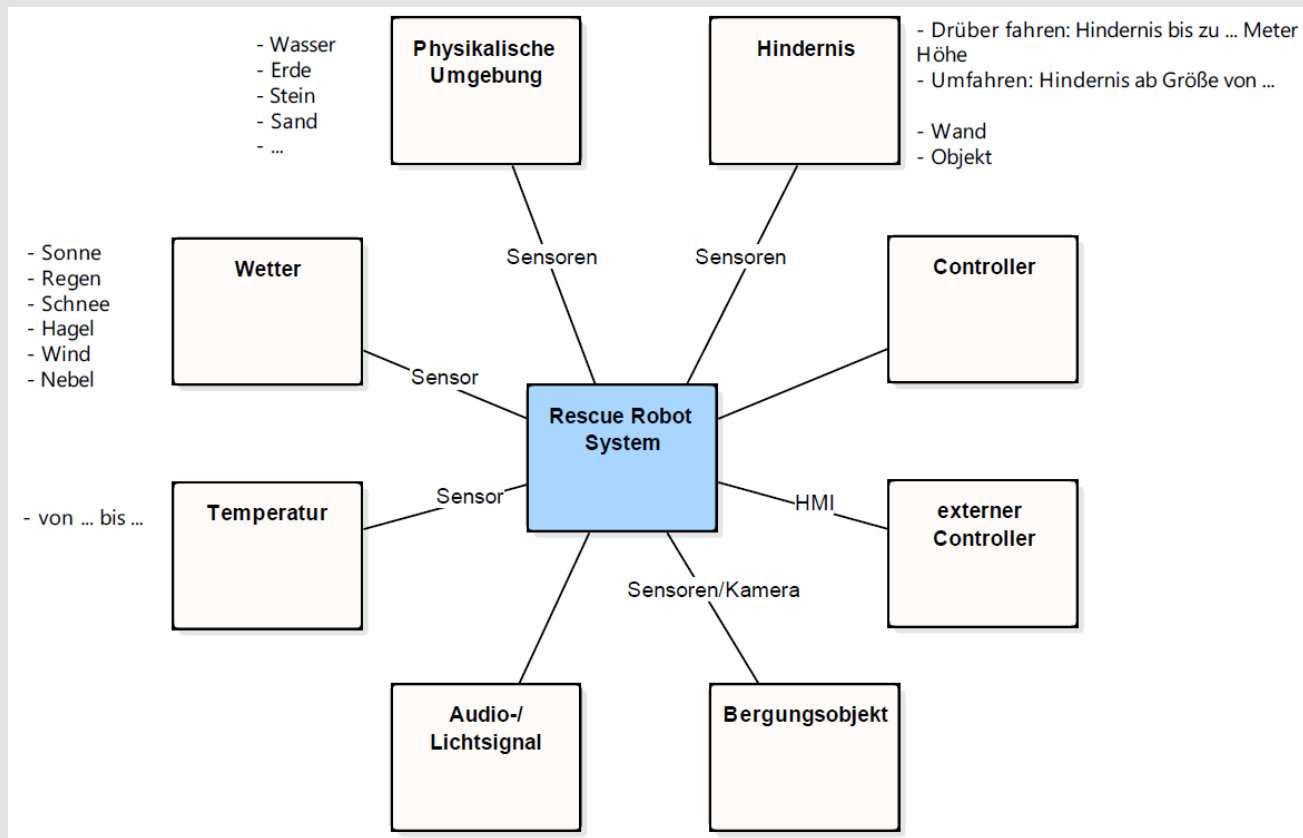 - Wasser
- Erde
- Stein
- Sand
- ...
Physikalische
Umgebung
Hindernis
- Drüber fahren: Hindernis bis zu ... Meter
Höhe
- Umfahren: Hindernis ab Größe von ...
- Wand
- Objekt
Sensoren
Sensoren
- Sonne
- Regen
- Schnee
- Hagel
- Wind
- Nebel
Wetter
Controller
Sensor
Rescue Robot
System
- von ... bis ...
Temperatur
Sensor
HMI
externer
Controller
Sensoren/Kamera
Audio-/
Lichtsignal
Bergungsobjekt